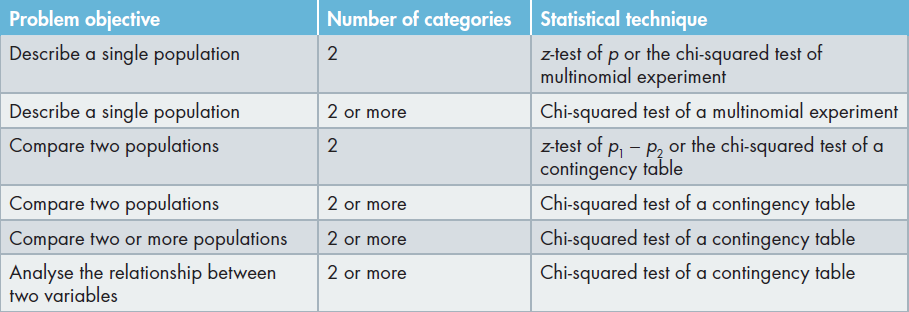 Problem objective Number of categories Statistical technique
Describe a single population 2 z-test of p or the chi-squared test of
multinomial experiment
Describe a single population 2 or more Chi-squared test of a multinomial experiment
Compare two populations 2 z-test of p₁ – p₂ or the chi-squared test of a
contingency table
Compare two populations 2 or more Chi-squared test of a contingency table
Compare two or more populations 2 or more Chi-squared test of a contingency table
Analyse the relationship between 2 or more Chi-squared test of a contingency table
two variables